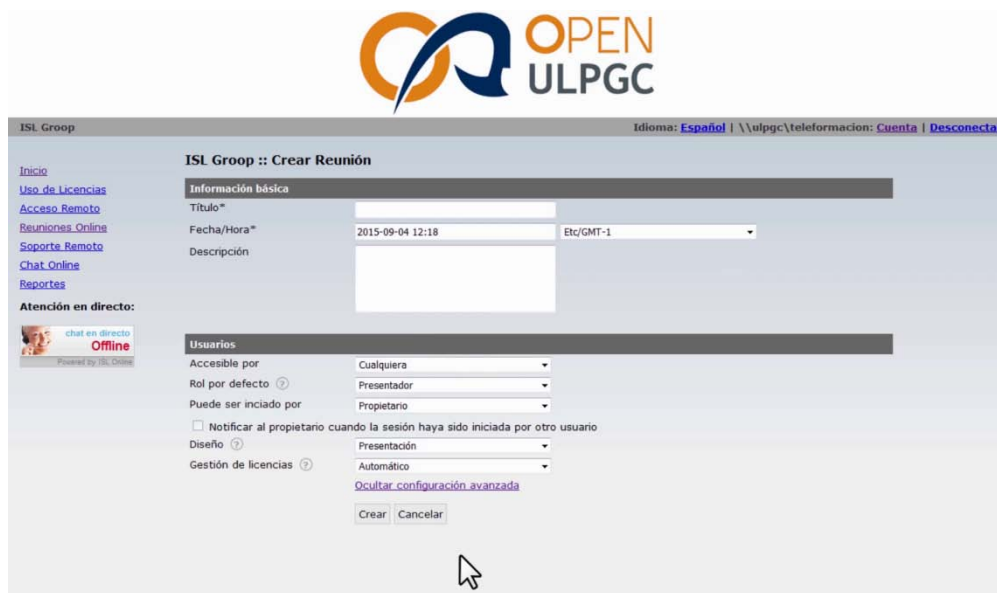 OPEN
ULPGC
ISL Groop
Idioma: Español | \\ulpgc\teleformacion: Cuenta | Desconecta
Inicio
Uso de Licencias
Acceso Remoto
Reuniones Online
Soporte Remoto
Chat Online
Reportes
Atención en directo:
chat en directo
Offline
Powered by ISL Online
ISL Groop :: Crear Reunión
Información básica
Título*
Fecha/Hora* 2015-09-04 12:18 Etc/GMT-1
Descripción
Usuarios
Accesible por Cualquiera
Rol por defecto ? Presentador
Puede ser inciado por Propietario
Notificar al propietario cuando la sesión haya sido iniciada por otro usuario
Diseño ? Presentación
Gestión de licencias ? Automático
Ocultar configuración avanzada
Crear Cancelar